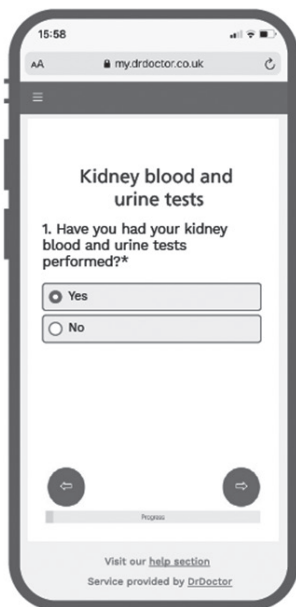 15:58
AA my.drdoctor.co.uk
Kidney blood and
urine tests
1. Have you had your kidney
blood and urine tests
performed?*
Yes
No
Progress
Visit our help section
Service provided by DrDoctor